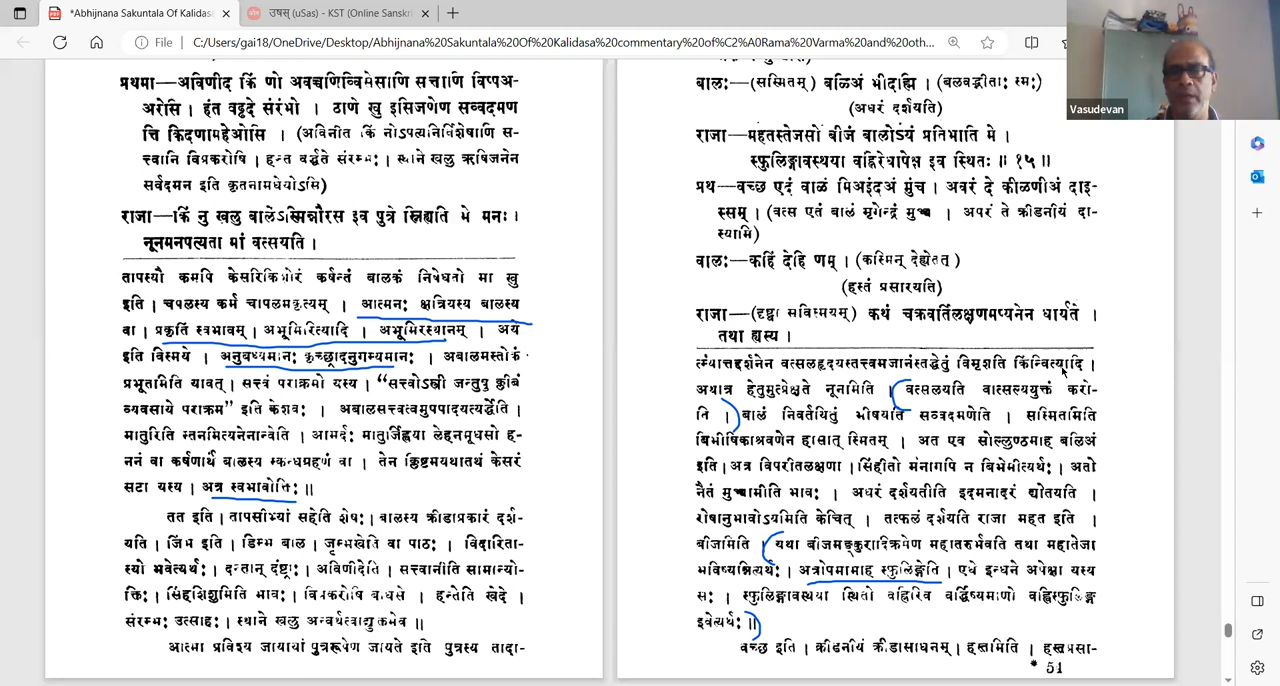 *Abhijnana Sakuntala Of Kalidasa
उषस् (uSas) - KST (Online Sanskri
File
C:/Users/gai18/OneDrive/Desktop/Abhijnana%20Sakuntala%20Of%20Kalidasa%20commentary%20of%C2%A0Rama%20Varma%20and%20oth...
Vasudevan
प्रथमा—अविणीद किं णो अवच्चणिव्विसेसाणि सत्ताणि विप्पअ-
अरोसि। हंत वड्ढदे संरंभो । ठाणे खु इसिजणेण सव्वदमण
त्ति किदणामहेओसि । (अविनीत किं नोऽपत्यनिर्विशेषाणि स-
त्त्वानि विप्रकरोषि । हन्त वर्द्धते संरम्भः । स्थाने खलु ऋषिजनेन
सर्वदमन इति कृतनामधेयोऽसि)
राजा—किं नु खलु बालेऽस्मिन्नौरस इव पुत्रे स्निह्यति मे मनः।
नूनमनपत्यता मां वत्सयति ।
तापस्यौ कमपि केसरिकिशोरं कर्षन्तं बालकं निषेधतो मा खु
इति । चपलस्य कर्म चापलमकृत्यम् । आत्मनः क्षत्रियस्य बालस्य
वा । प्रकृतिं स्वभावम् । अभूमिरित्यादि । अभूमिरस्थानम् । अये
इति विस्मये । अनुबध्यमानः कृच्छ्रादनुगम्यमानः । अबालमस्तोकं
प्रभूतमिति यावत् । सत्त्वं पराक्रमो यस्य । “सत्त्वोऽस्त्री जन्तुषु क्लीबं
व्यवसाये पराक्रम” इति केशवः । अबालसत्त्वत्वमुपपादयत्यर्द्धेति ।
मातुरिति स्तनमित्यनेनान्वेति । आमर्दः मातुर्जिह्वया लेहनमूधसो ह-
ननं वा कर्षणार्थं बालस्य स्कन्धग्रहणं वा । तेन क्लिष्टमयथातथं केसरं
सटा यस्य । अत्र स्वभावोक्तिः ॥
तत इति । तापसीभ्यां सहेति शेषः । बालस्य क्रीडाप्रकारं दर्श-
यति । जिंभ इति । डिम्भ बाल । जृम्भस्वेति वा पाठः । विदारिता-
स्यो भवेत्यर्थः । दन्तान् दंष्ट्राः । अविणीदेति । सत्त्वानीति सामान्यो-
क्तिः । सिंहशिशुमिति भावः । विप्रकरोषि बाधसे । हन्तेति खेदे ।
संरम्भः उत्साहः । स्थाने खलु अन्वर्थत्वाद्युक्तमेव ॥
आत्मा प्रविश्य जायायां पुत्ररूपेण जायते इति पुत्रस्य तादा-
बालः—(सस्मितम्) बळिअं भीदाह्मि । (बलवद्भीताः स्मः)
(अधरं दर्शयति)
राजा—महतस्तेजसो बीजं बालोऽयं प्रतिभाति मे ।
स्फुलिङ्गावस्थया वह्निरेधापेक्ष इव स्थितः ॥ १५ ॥
प्रथ—वच्छ एदं वाळं मिअइंदअं मुंच । अवरं दे कीळणीअं दाइ-
स्सम् । (वत्स एतं बालं मृगेन्द्रं मुञ्च । अपरं ते क्रीडनीयं दा-
स्यामि)
बालः—कहिं देहि णम् । (कस्मिन् देह्येतत्)
(हस्तं प्रसारयति)
राजा—(दृष्ट्वा सविस्मयम्) कथं चक्रवर्तिलक्षणमप्यनेन धार्यते ।
तथा ह्यस्य ।
त्म्यात्तद्दर्शनेन वत्सलहृदयस्तत्त्वमजानंस्तद्धेतुं विमृशति किंन्वित्यादि ।
अथात्र हेतुमुत्प्रेक्षते नूनमिति । वत्सलयति वात्सल्ययुक्तं करो-
ति । बालं निवर्तयितुं भीषयति सव्वदमणेति । सस्मितमिति
बिभीषिकाश्रवणेन हासात् स्मितम् । अत एव सोल्लुण्ठमाह बलिअं
इति । अत्र विपरीतलक्षणा । सिंहीतो मनागपि न बिभेमीत्यर्थः । अतो
नैतं मुञ्चामीति भावः । अधरं दर्शयतीति इदमनादरं द्योतयति ।
रोषानुभावोऽयमिति केचित् । तत्फलं दर्शयति राजा महत इति ।
बीजमिति । यथा बीजमङ्कुरादिक्रमेण महातरुर्भवति तथा महातेजा
भविष्यन्नित्यर्थः । अत्रोपमामाह स्फुलिङ्गेति । एधे इन्धने अपेक्षा यस्य
सः । स्फुलिङ्गावस्थया स्थितो वह्निरिव वर्द्धिष्यमाणो वह्निस्फुलिङ्ग
इवेत्यर्थः ॥
वच्छ इति । क्रीडनीयं क्रीडासाधनम् । हस्तमिति । हस्तप्रसा-
* 51